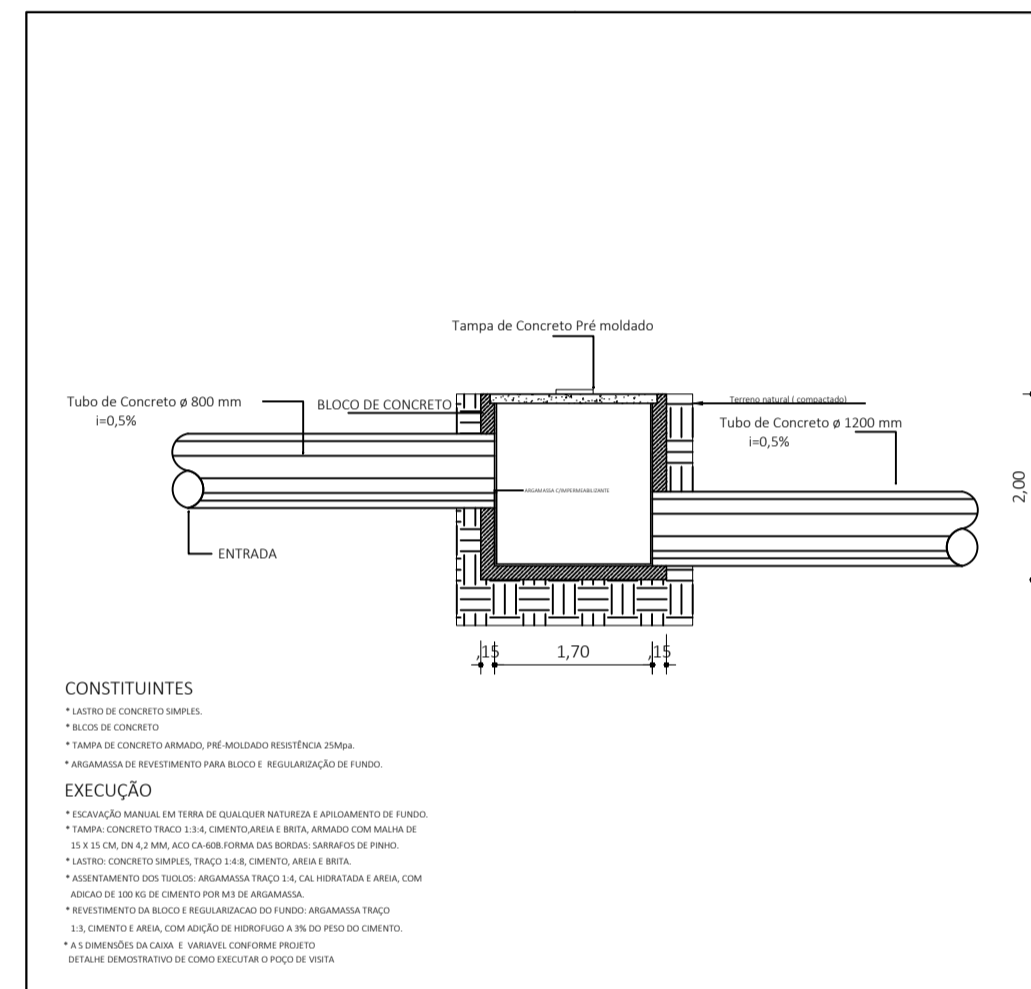 Tampa de Concreto Pré moldado
Tubo de Concreto ø 800 mm
i=0,5%
BLOCO DE CONCRETO
Terreno natural ( compactado)
Tubo de Concreto ø 1200 mm
i=0,5%
2,00
ARGAMASSA C/IMPERMEABILIZANTE
ENTRADA
,15
1,70
,15
CONSTITUINTES
* LASTRO DE CONCRETO SIMPLES.
* BLCOS DE CONCRETO
* TAMPA DE CONCRETO ARMADO, PRÉ-MOLDADO RESISTÊNCIA 25Mpa.
* ARGAMASSA DE REVESTIMENTO PARA BLOCO E REGULARIZAÇÃO DE FUNDO.
EXECUÇÃO
* ESCAVAÇÃO MANUAL EM TERRA DE QUALQUER NATUREZA E APILOAMENTO DE FUNDO.
* TAMPA: CONCRETO TRACO 1:3:4, CIMENTO,AREIA E BRITA, ARMADO COM MALHA DE
15 X 15 CM, DN 4,2 MM, ACO CA-60B.FORMA DAS BORDAS: SARRAFOS DE PINHO.
* LASTRO: CONCRETO SIMPLES, TRAÇO 1:4:8, CIMENTO, AREIA E BRITA.
* ASSENTAMENTO DOS TIJOLOS: ARGAMASSA TRAÇO 1:4, CAL HIDRATADA E AREIA, COM
ADICAO DE 100 KG DE CIMENTO POR M3 DE ARGAMASSA.
* REVESTIMENTO DA BLOCO E REGULARIZACAO DO FUNDO: ARGAMASSA TRAÇO
1:3, CIMENTO E AREIA, COM ADIÇÃO DE HIDROFUGO A 3% DO PESO DO CIMENTO.
* A S DIMENSÕES DA CAIXA E VARIAVEL CONFORME PROJETO
DETALHE DEMOSTRATIVO DE COMO EXECUTAR O POÇO DE VISITA